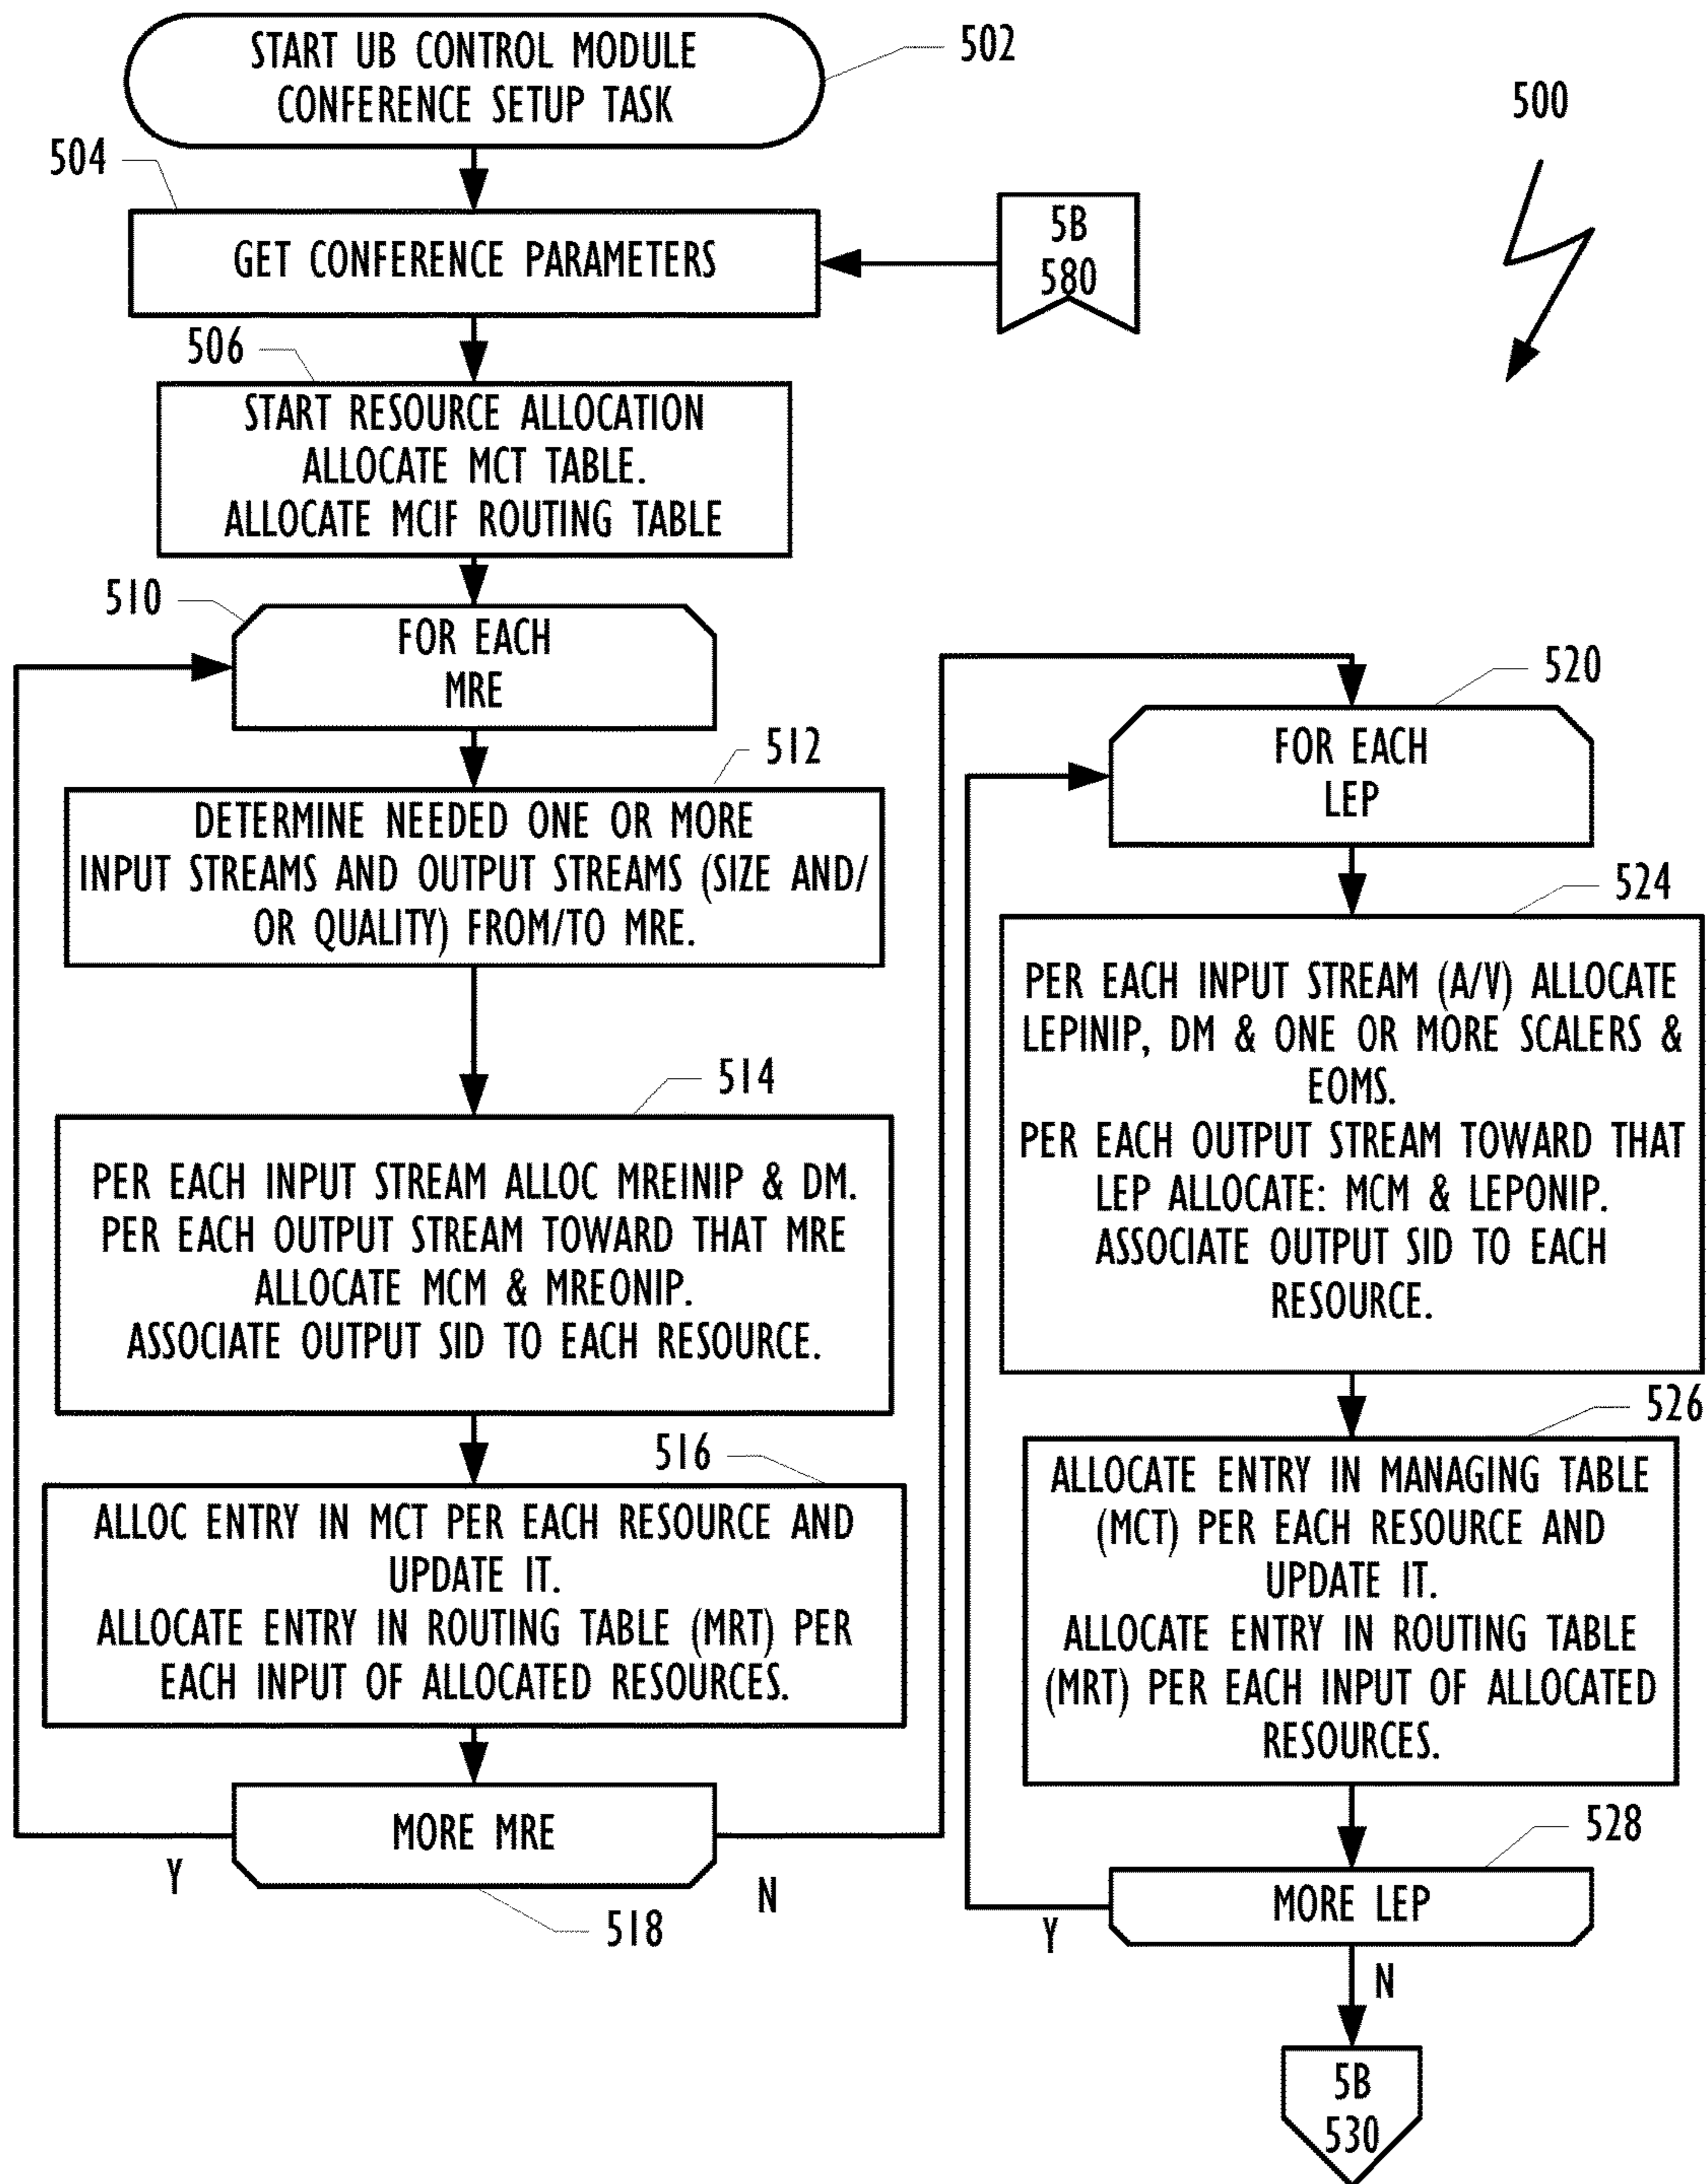 START UB CONTROL MODULE
CONFERENCE SETUP TASK
502
500
504
GET CONFERENCE PARAMETERS
5B
580
506
START RESOURCE ALLOCATION
ALLOCATE MCT TABLE.
ALLOCATE MCIF ROUTING TABLE
510
FOR EACH
MRE
512
DETERMINE NEEDED ONE OR MORE
INPUT STREAMS AND OUTPUT STREAMS (SIZE AND/
OR QUALITY) FROM/TO MRE.
514
PER EACH INPUT STREAM ALLOC MREINIP & DM.
PER EACH OUTPUT STREAM TOWARD THAT MRE
ALLOCATE MCM & MREONIP.
ASSOCIATE OUTPUT SID TO EACH RESOURCE.
516
ALLOC ENTRY IN MCT PER EACH RESOURCE AND
UPDATE IT.
ALLOCATE ENTRY IN ROUTING TABLE (MRT) PER
EACH INPUT OF ALLOCATED RESOURCES.
MORE MRE
Y
N
518
520
FOR EACH
LEP
524
PER EACH INPUT STREAM (A/V) ALLOCATE
LEPINIP, DM & ONE OR MORE SCALERS &
EOMS.
PER EACH OUTPUT STREAM TOWARD THAT
LEP ALLOCATE: MCM & LEPONIP.
ASSOCIATE OUTPUT SID TO EACH
RESOURCE.
526
ALLOCATE ENTRY IN MANAGING TABLE
(MCT) PER EACH RESOURCE AND
UPDATE IT.
ALLOCATE ENTRY IN ROUTING TABLE
(MRT) PER EACH INPUT OF ALLOCATED
RESOURCES.
528
MORE LEP
Y
N
5B
530